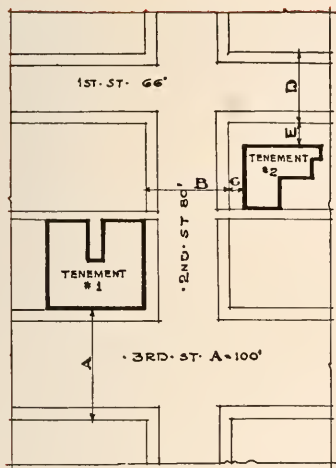 1ST. ST. 66'
D
E
TENEMENT
#2
B
C
2ND. ST 80'
TENEMENT
#1
A
3RD. ST. A=100'